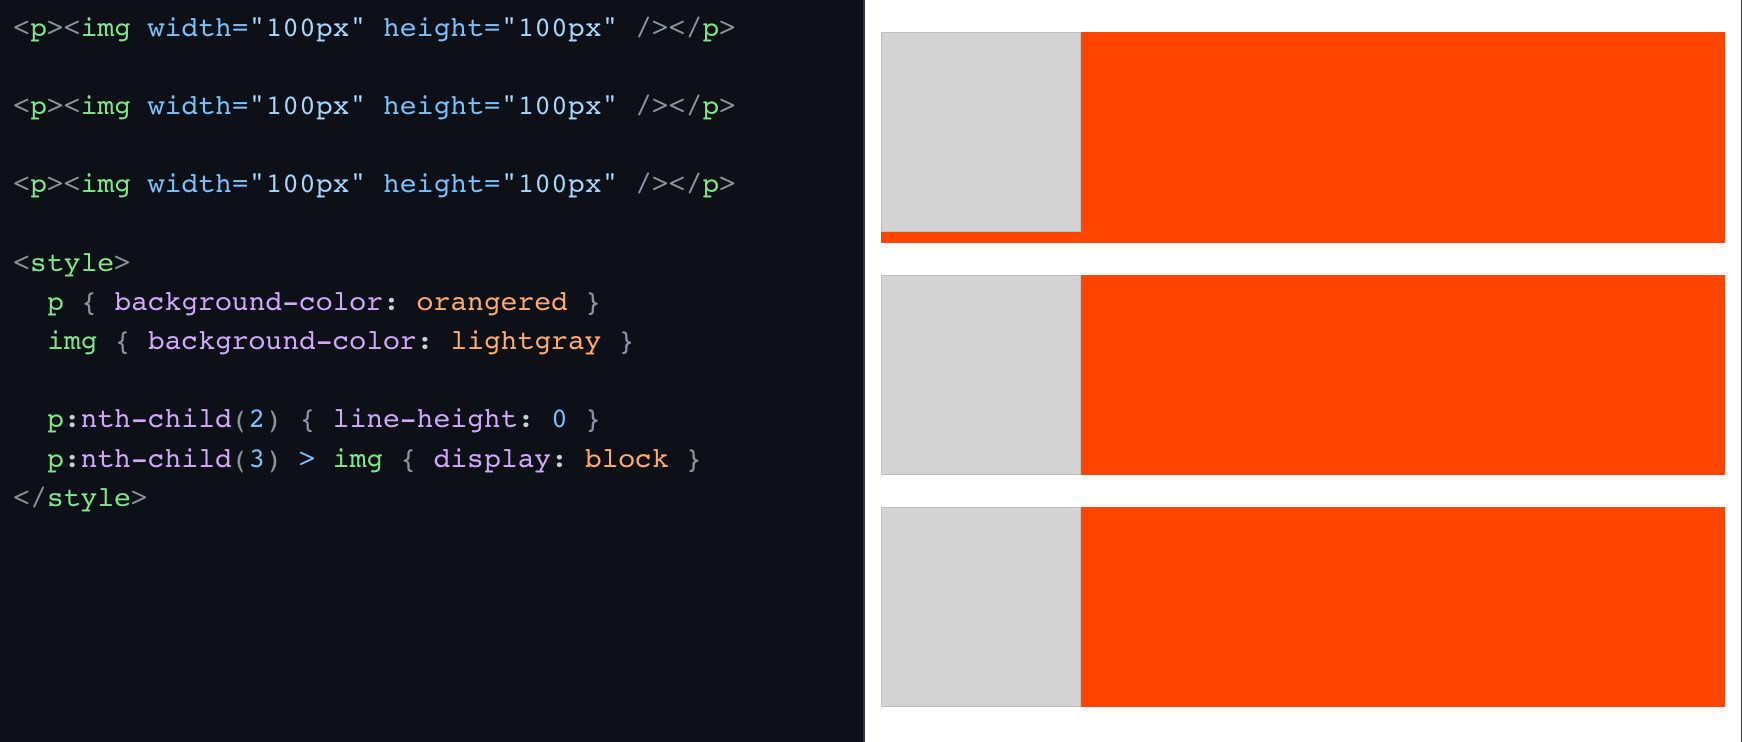 <p><img width="100px" height="100px" /></p>
<p><img width="100px" height="100px" /></p>
<p><img width="100px" height="100px" /></p>
<style>
p { background-color: orangered }
img { background-color: lightgray }
p:nth-child(2) { line-height: 0 }
p:nth-child(3) > img { display: block }
</style>